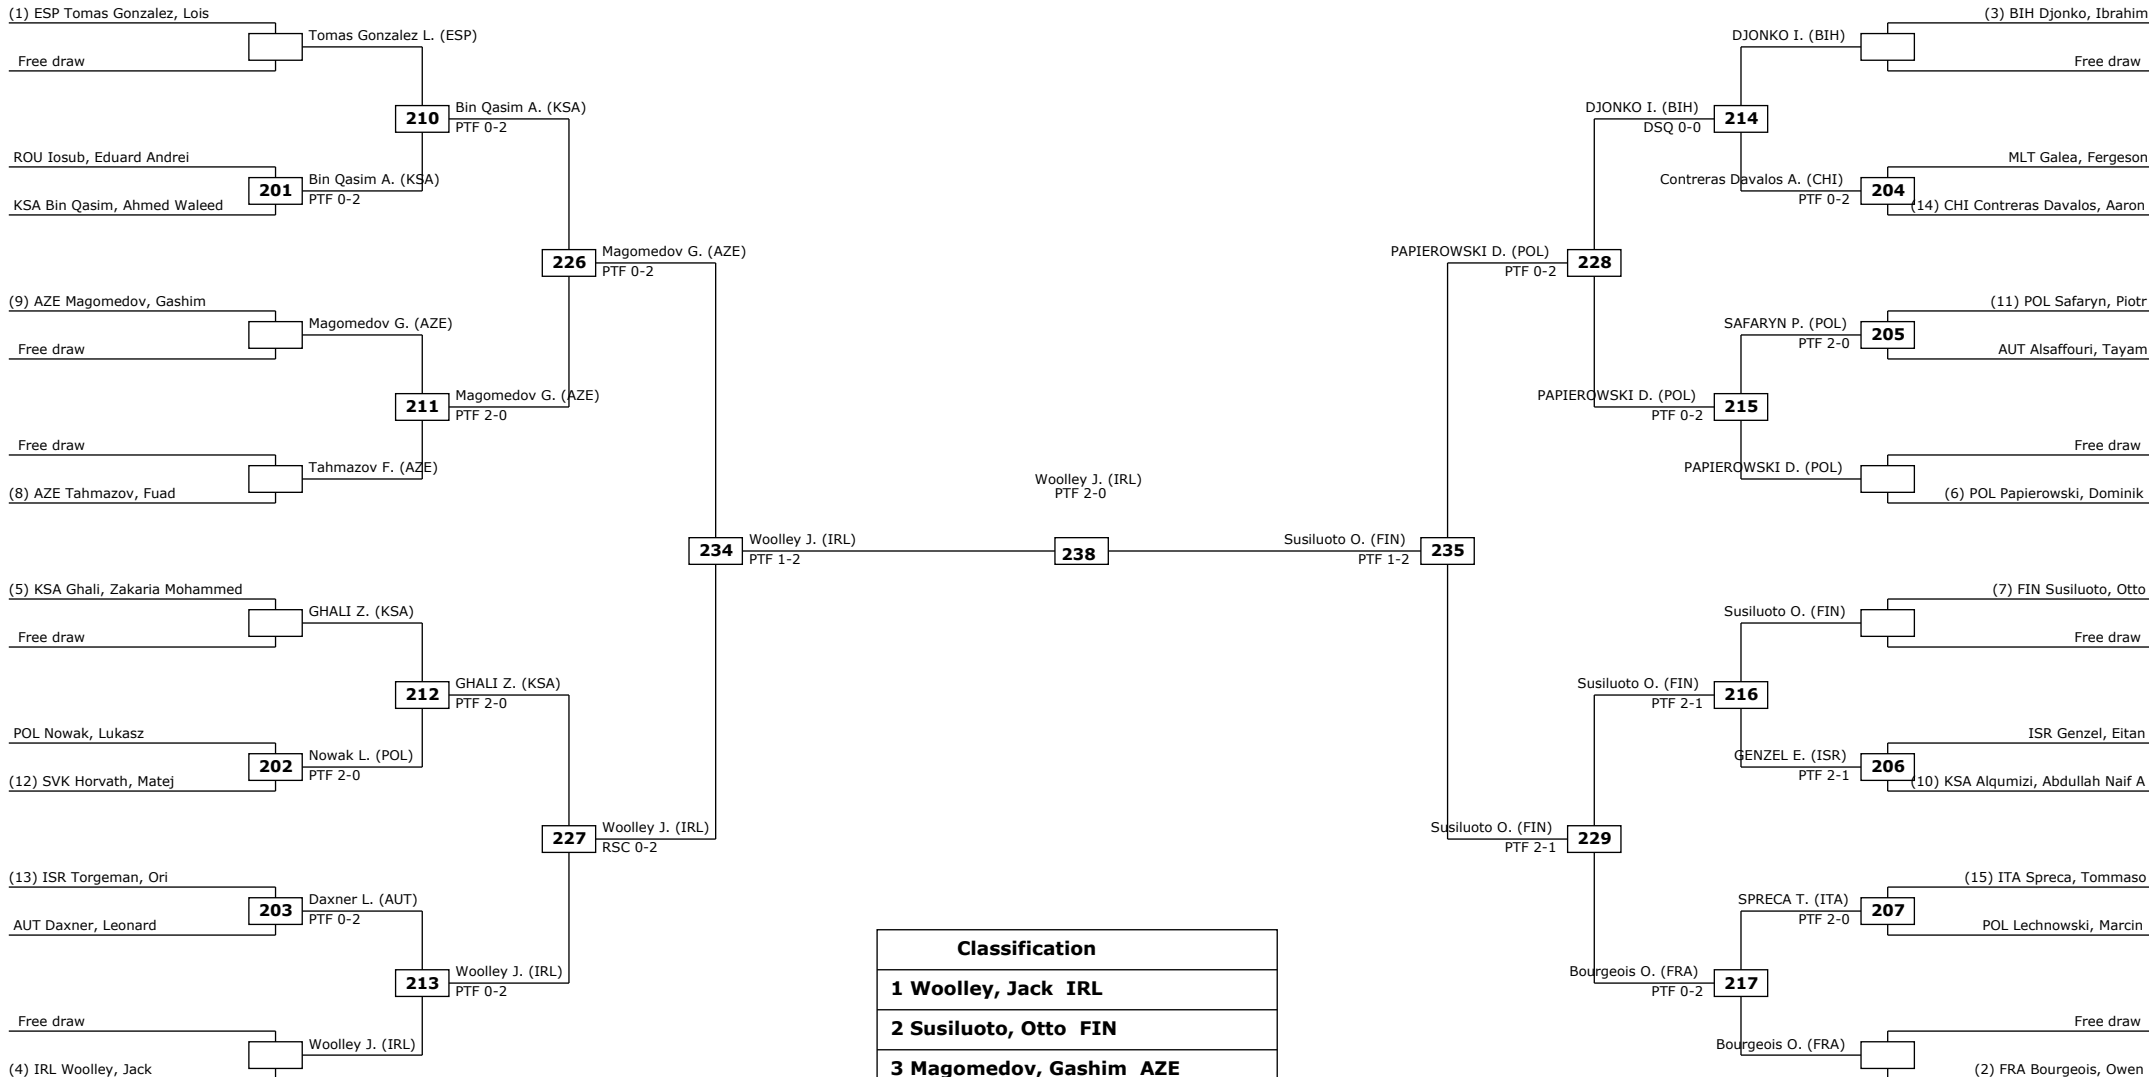 (1) ESP Tomas Gonzalez, Lois
Free draw
Tomas Gonzalez L. (ESP)
ROU Iosub, Eduard Andrei
KSA Bin Qasim, Ahmed Waleed
201
Bin Qasim A. (KSA)
PTF 0-2
210
Bin Qasim A. (KSA)
PTF 0-2
(9) AZE Magomedov, Gashim
Free draw
Magomedov G. (AZE)
Free draw
(8) AZE Tahmazov, Fuad
Tahmazov F. (AZE)
211
Magomedov G. (AZE)
PTF 2-0
226
Magomedov G. (AZE)
PTF 0-2
(5) KSA Ghali, Zakaria Mohammed
Free draw
GHALI Z. (KSA)
POL Nowak, Lukasz
(12) SVK Horvath, Matej
202
Nowak L. (POL)
PTF 2-0
212
GHALI Z. (KSA)
PTF 2-0
(13) ISR Torgeman, Ori
AUT Daxner, Leonard
203
Daxner L. (AUT)
PTF 0-2
Free draw
(4) IRL Woolley, Jack
Woolley J. (IRL)
213
Woolley J. (IRL)
PTF 0-2
227
Woolley J. (IRL)
RSC 0-2
234
Woolley J. (IRL)
PTF 1-2
Woolley J. (IRL)
PTF 2-0
238
Susiluoto O. (FIN)
PTF 1-2
235
PAPIEROWSKI D. (POL)
PTF 0-2
228
DJONKO I. (BIH)
DSQ 0-0
214
DJONKO I. (BIH)
(3) BIH Djonko, Ibrahim
Free draw
Contreras Davalos A. (CHI)
PTF 0-2
204
MLT Galea, Fergeson
(14) CHI Contreras Davalos, Aaron
PAPIEROWSKI D. (POL)
PTF 0-2
215
SAFARYN P. (POL)
PTF 2-0
205
(11) POL Safaryn, Piotr
AUT Alsaffouri, Tayam
PAPIEROWSKI D. (POL)
Free draw
(6) POL Papierowski, Dominik
Susiluoto O. (FIN)
PTF 2-1
229
Susiluoto O. (FIN)
PTF 2-1
216
Susiluoto O. (FIN)
(7) FIN Susiluoto, Otto
Free draw
GENZEL E. (ISR)
PTF 2-1
206
ISR Genzel, Eitan
(10) KSA Alqumizi, Abdullah Naif A
Bourgeois O. (FRA)
PTF 0-2
217
SPRECA T. (ITA)
PTF 2-0
207
(15) ITA Spreca, Tommaso
POL Lechnowski, Marcin
Bourgeois O. (FRA)
Free draw
(2) FRA Bourgeois, Owen
Classification
1 Woolley, Jack IRL
2 Susiluoto, Otto FIN
3 Magomedov, Gashim AZE